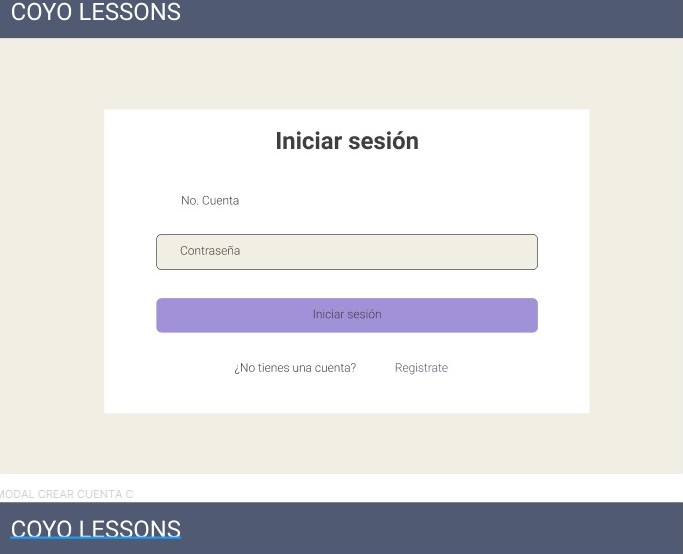 COYO LESSONS
Iniciar sesión
No. Cuenta
Contraseña
Iniciar sesión
¿No tienes una cuenta? Registrate
MODAL CREAR CUENTA C
COYO LESSONS